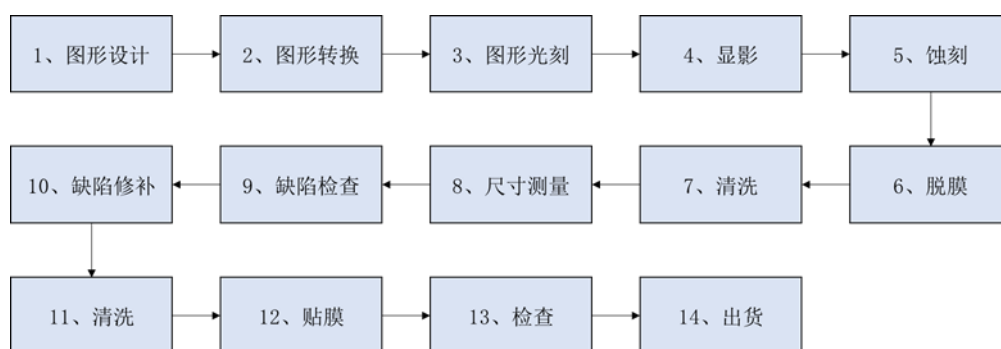 1、图形设计
2、图形转换
3、图形光刻
4、显影
5、蚀刻
6、脱膜
7、清洗
8、尺寸测量
9、缺陷检查
10、缺陷修补
11、清洗
12、贴膜
13、检查
14、出货